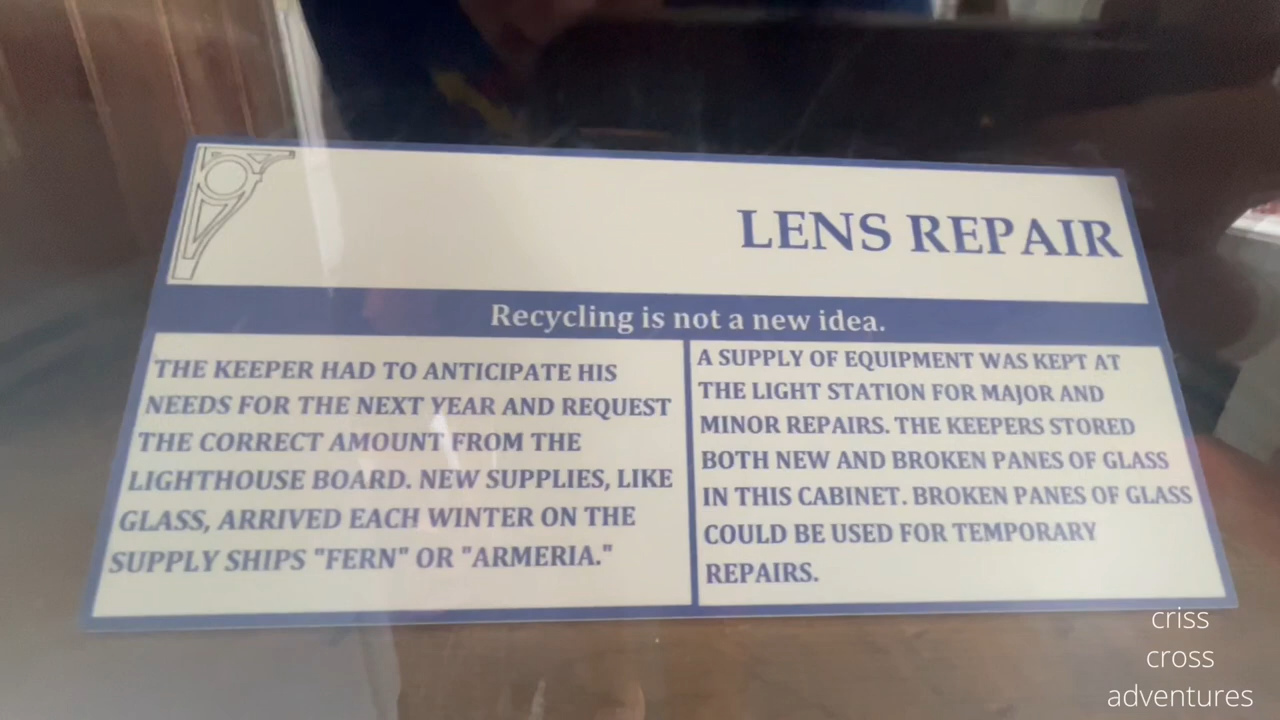 LENS REPAIR
Recycling is not a new idea.
THE KEEPER HAD TO ANTICIPATE HIS
NEEDS FOR THE NEXT YEAR AND REQUEST
THE CORRECT AMOUNT FROM THE
LIGHTHOUSE BOARD. NEW SUPPLIES, LIKE
GLASS, ARRIVED EACH WINTER ON THE
SUPPLY SHIPS "FERN" OR "ARMERIA."
A SUPPLY OF EQUIPMENT WAS KEPT AT
THE LIGHT STATION FOR MAJOR AND
MINOR REPAIRS. THE KEEPERS STORED
BOTH NEW AND BROKEN PANES OF GLASS
IN THIS CABINET. BROKEN PANES OF GLASS
COULD BE USED FOR TEMPORARY
REPAIRS.
criss
cross
adventures